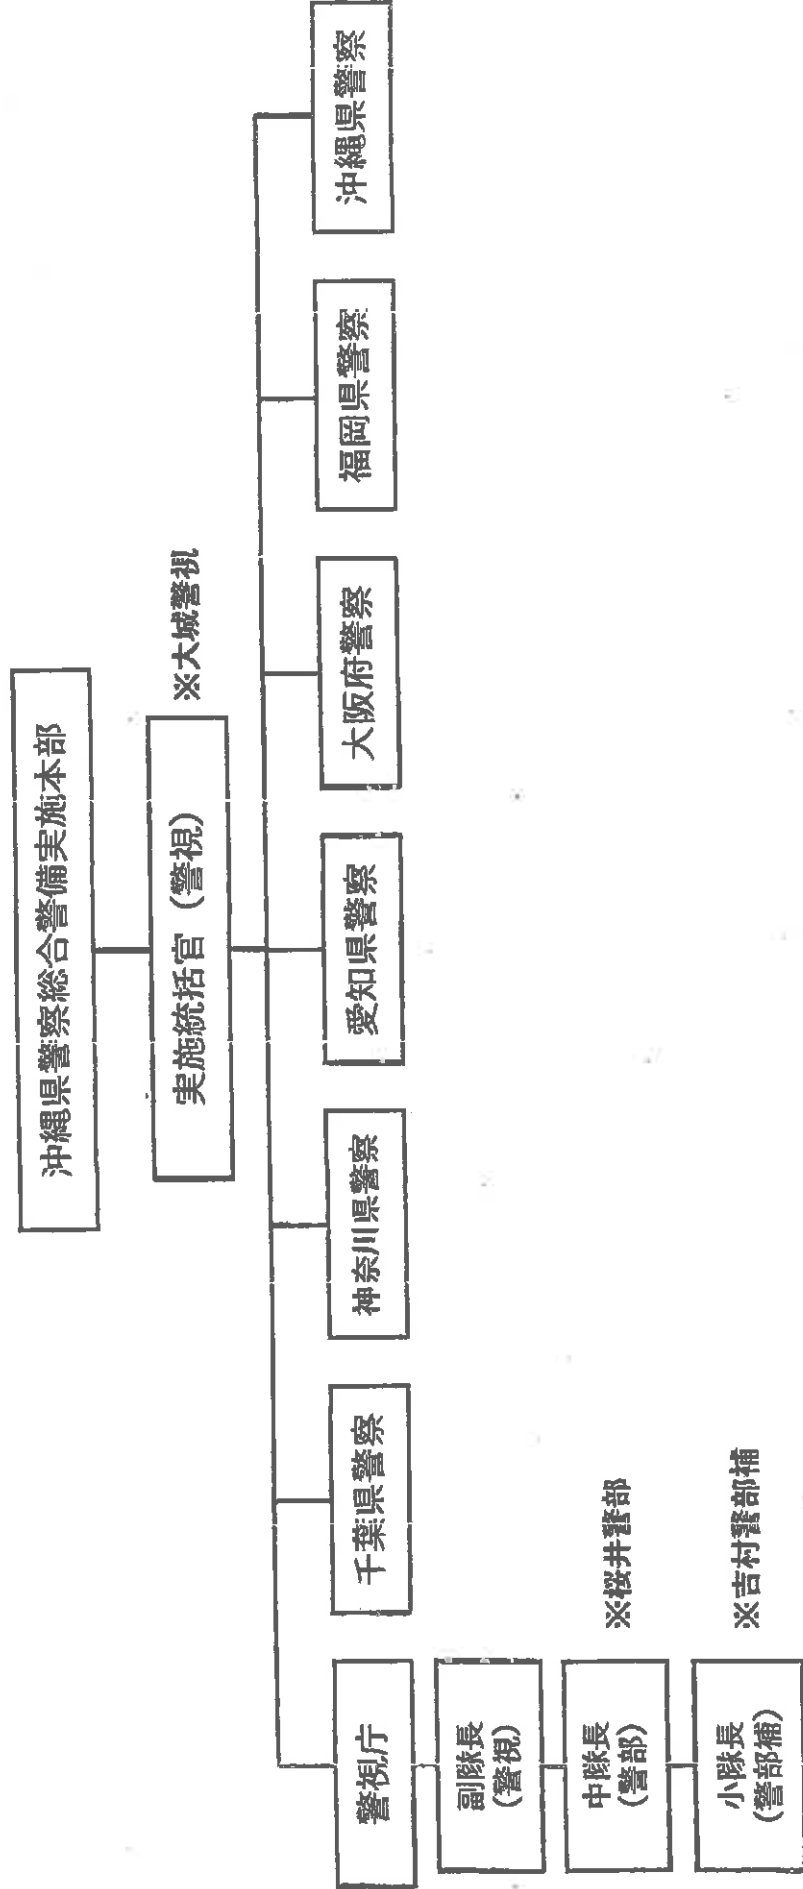 沖縄県警察総合警備実施本部
実施統括官（警視）
※大城警視
警視庁
千葉県警察
神奈川県警察
愛知県警察
大阪府警察
福岡県警察
沖縄県警察
副隊長
（警視）
中隊長
（警部）
※桜井警部
小隊長
（警部補）
※吉村警部補